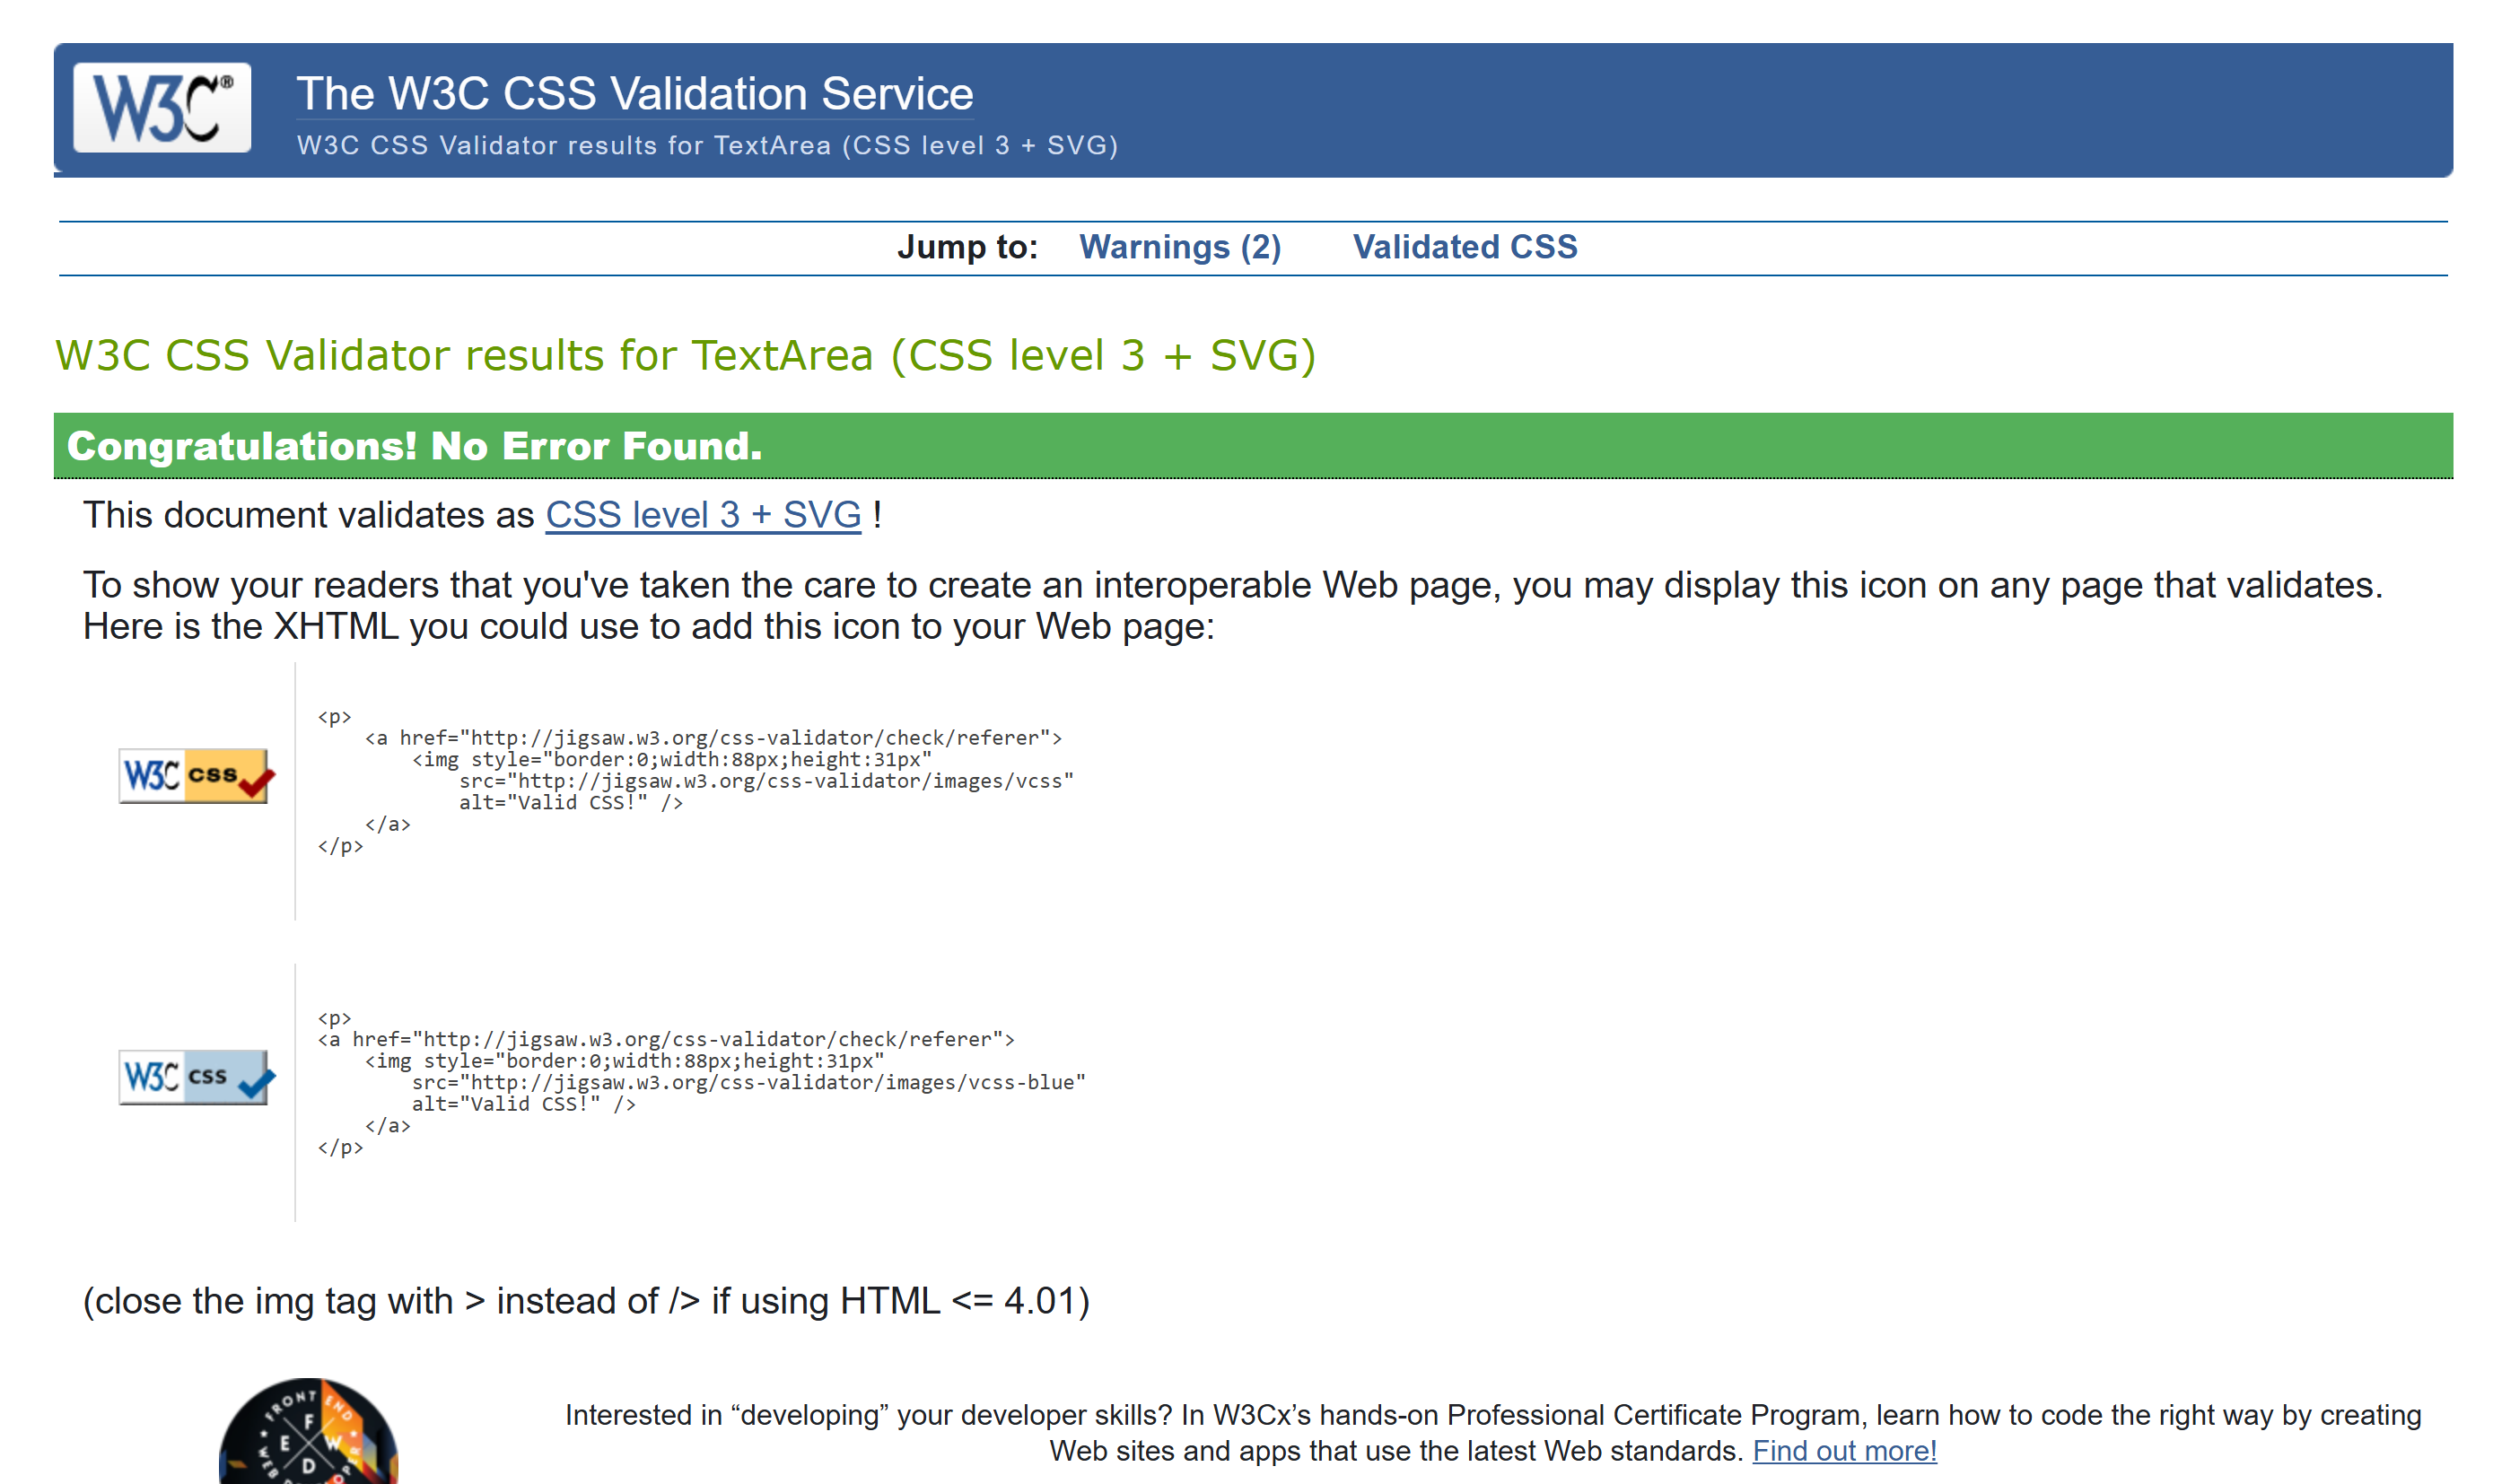 W3C®
The W3C CSS Validation Service
W3C CSS Validator results for TextArea (CSS level 3 + SVG)
Jump to: Warnings (2) Validated CSS
W3C CSS Validator results for TextArea (CSS level 3 + SVG)
Congratulations! No Error Found.
This document validates as CSS level 3 + SVG !
To show your readers that you've taken the care to create an interoperable Web page, you may display this icon on any page that validates.
Here is the XHTML you could use to add this icon to your Web page:
W3C css
<p>
    <a href="http://jigsaw.w3.org/css-validator/check/referer">
        <img style="border:0;width:88px;height:31px"
            src="http://jigsaw.w3.org/css-validator/images/vcss"
            alt="Valid CSS!" />
    </a>
</p>
W3C css
<p>
<a href="http://jigsaw.w3.org/css-validator/check/referer">
    <img style="border:0;width:88px;height:31px"
        src="http://jigsaw.w3.org/css-validator/images/vcss-blue"
        alt="Valid CSS!" />
    </a>
</p>
(close the img tag with > instead of /> if using HTML <= 4.01)
FRONT END
F
E W
D
WEB
Interested in “developing” your developer skills? In W3Cx’s hands-on Professional Certificate Program, learn how to code the right way by creating
Web sites and apps that use the latest Web standards. Find out more!